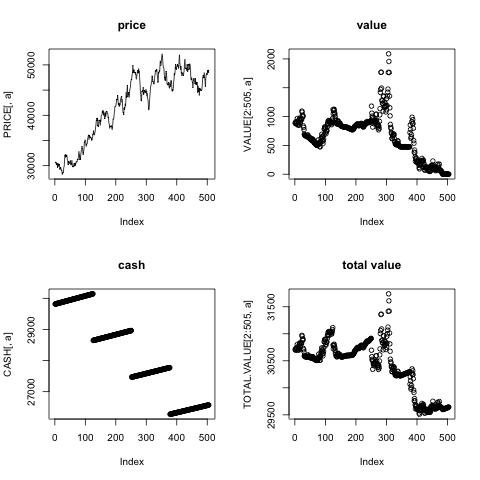 price
PRICE[, a]
30000 40000 50000
0 100 200 300 400 500
Index
value
VALUE[2:505, a]
0 500 1000 2000
0 100 200 300 400 500
Index
cash
CASH[, a]
27000 29000
0 100 200 300 400 500
Index
total value
TOTAL.VALUE[2:505, a]
29500 30500 31500
0 100 200 300 400 500
Index